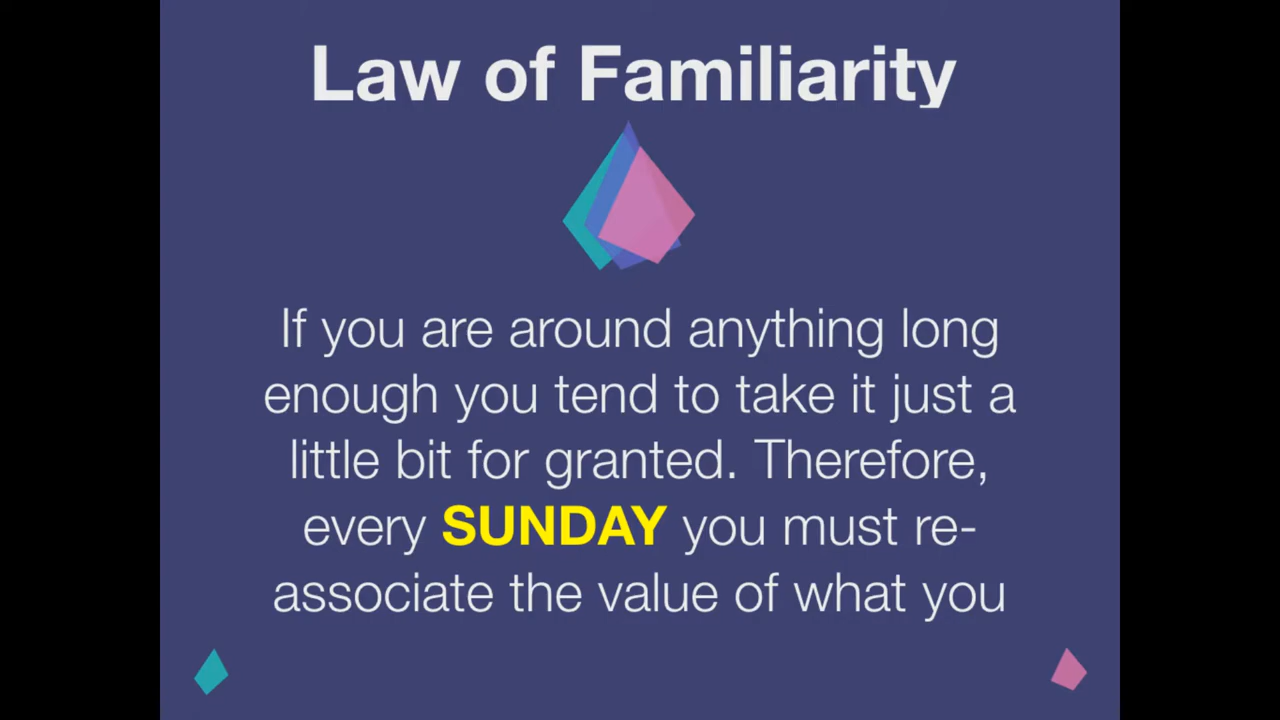 Law of Familiarity
If you are around anything long
enough you tend to take it just a
little bit for granted. Therefore,
every SUNDAY you must re-
associate the value of what you